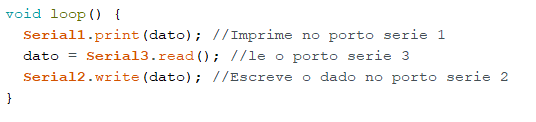 void loop() {
Serial1.print(dato); //Imprime no porto serie 1
dato = Serial3.read(); //le o porto serie 3
Serial2.write(dato); //Escreve o dado no porto serie 2
}